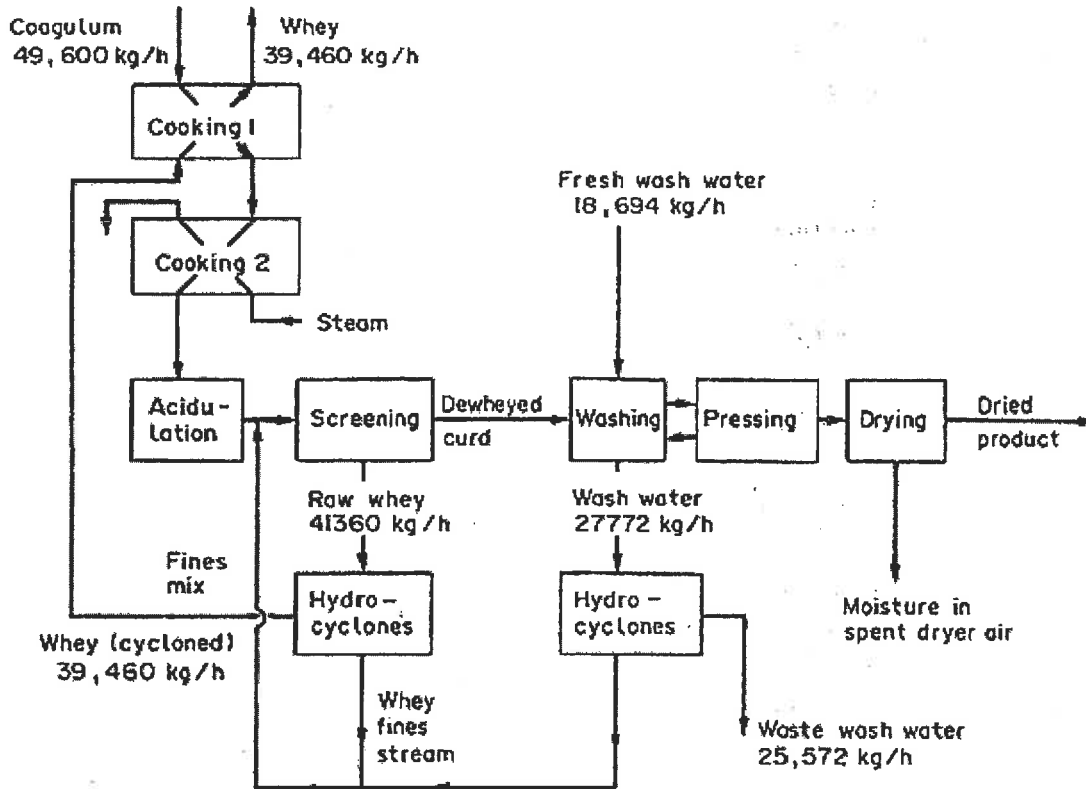 Coagulum
49,600 kg/h
Whey
39,460 kg/h
Cooking 1
Cooking 2
Steam
Fresh wash water
18,694 kg/h
Acidu-
lation
Screening
Dewheyed
curd
Washing
Pressing
Drying
Dried
product
Raw whey
41360 kg/h
Wash water
27772 kg/h
Fines
mix
Hydro-
cyclones
Hydro-
cyclones
Moisture in
spent dryer air
Whey (cycloned)
39,460 kg/h
Whey
fines
stream
Waste wash water
25,572 kg/h